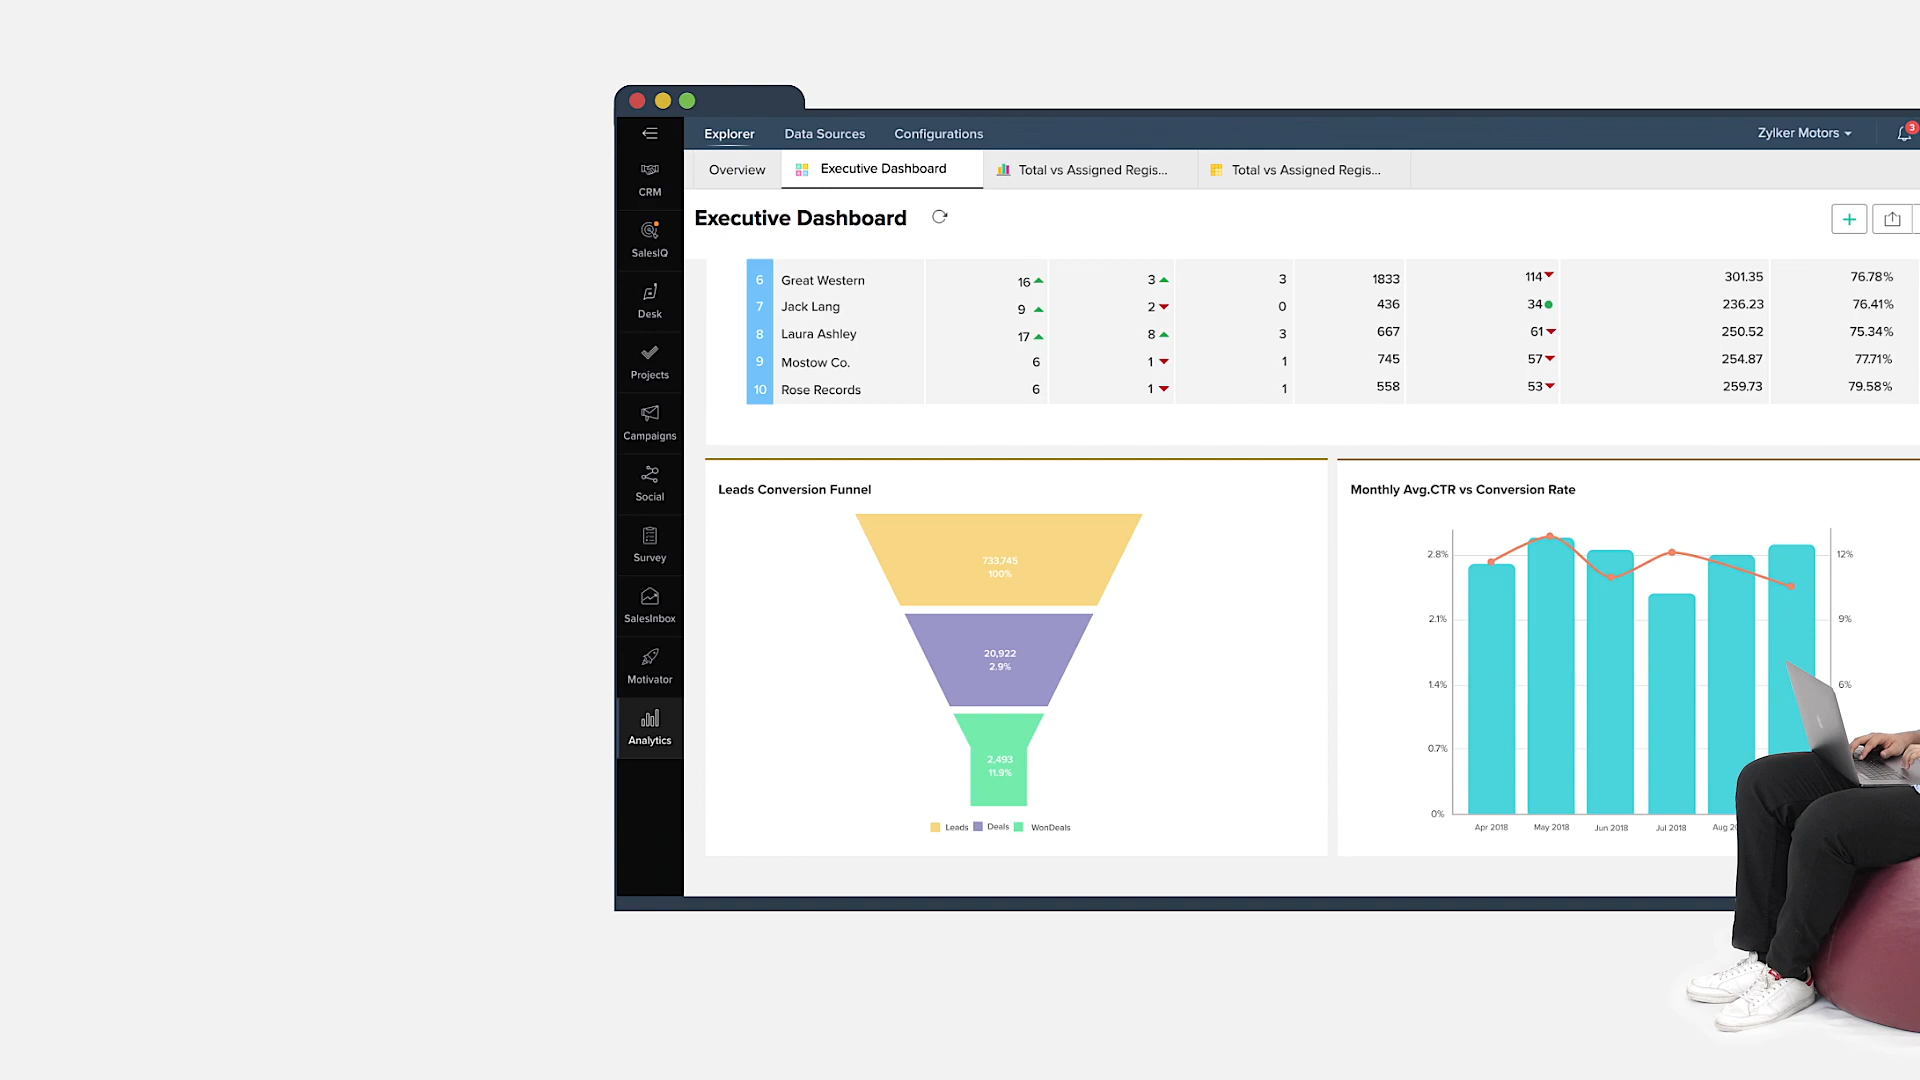 Explorer Data Sources Configurations Zylker Motors 3
Overview Executive Dashboard Total vs Assigned Regis... Total vs Assigned Regis...
Executive Dashboard
CRM
SalesIQ
Desk
Projects
Campaigns
Social
Survey
SalesInbox
Motivator
Analytics
6 Great Western 16 3 3 1833 114 301.35 76.78%
7 Jack Lang 9 2 0 436 34 236.23 76.41%
8 Laura Ashley 17 8 3 667 61 250.52 75.34%
9 Mostow Co. 6 1 1 745 57 254.87 77.71%
10 Rose Records 6 1 1 558 53 259.73 79.58%
Leads Conversion Funnel
733,745
100%
20,922
2.9%
2,493
11.9%
Leads Deals WonDeals
Monthly Avg.CTR vs Conversion Rate
2.8% 12%
2.1% 9%
1.4% 6%
0.7%
0%
Apr 2018 May 2018 Jun 2018 Jul 2018 Aug